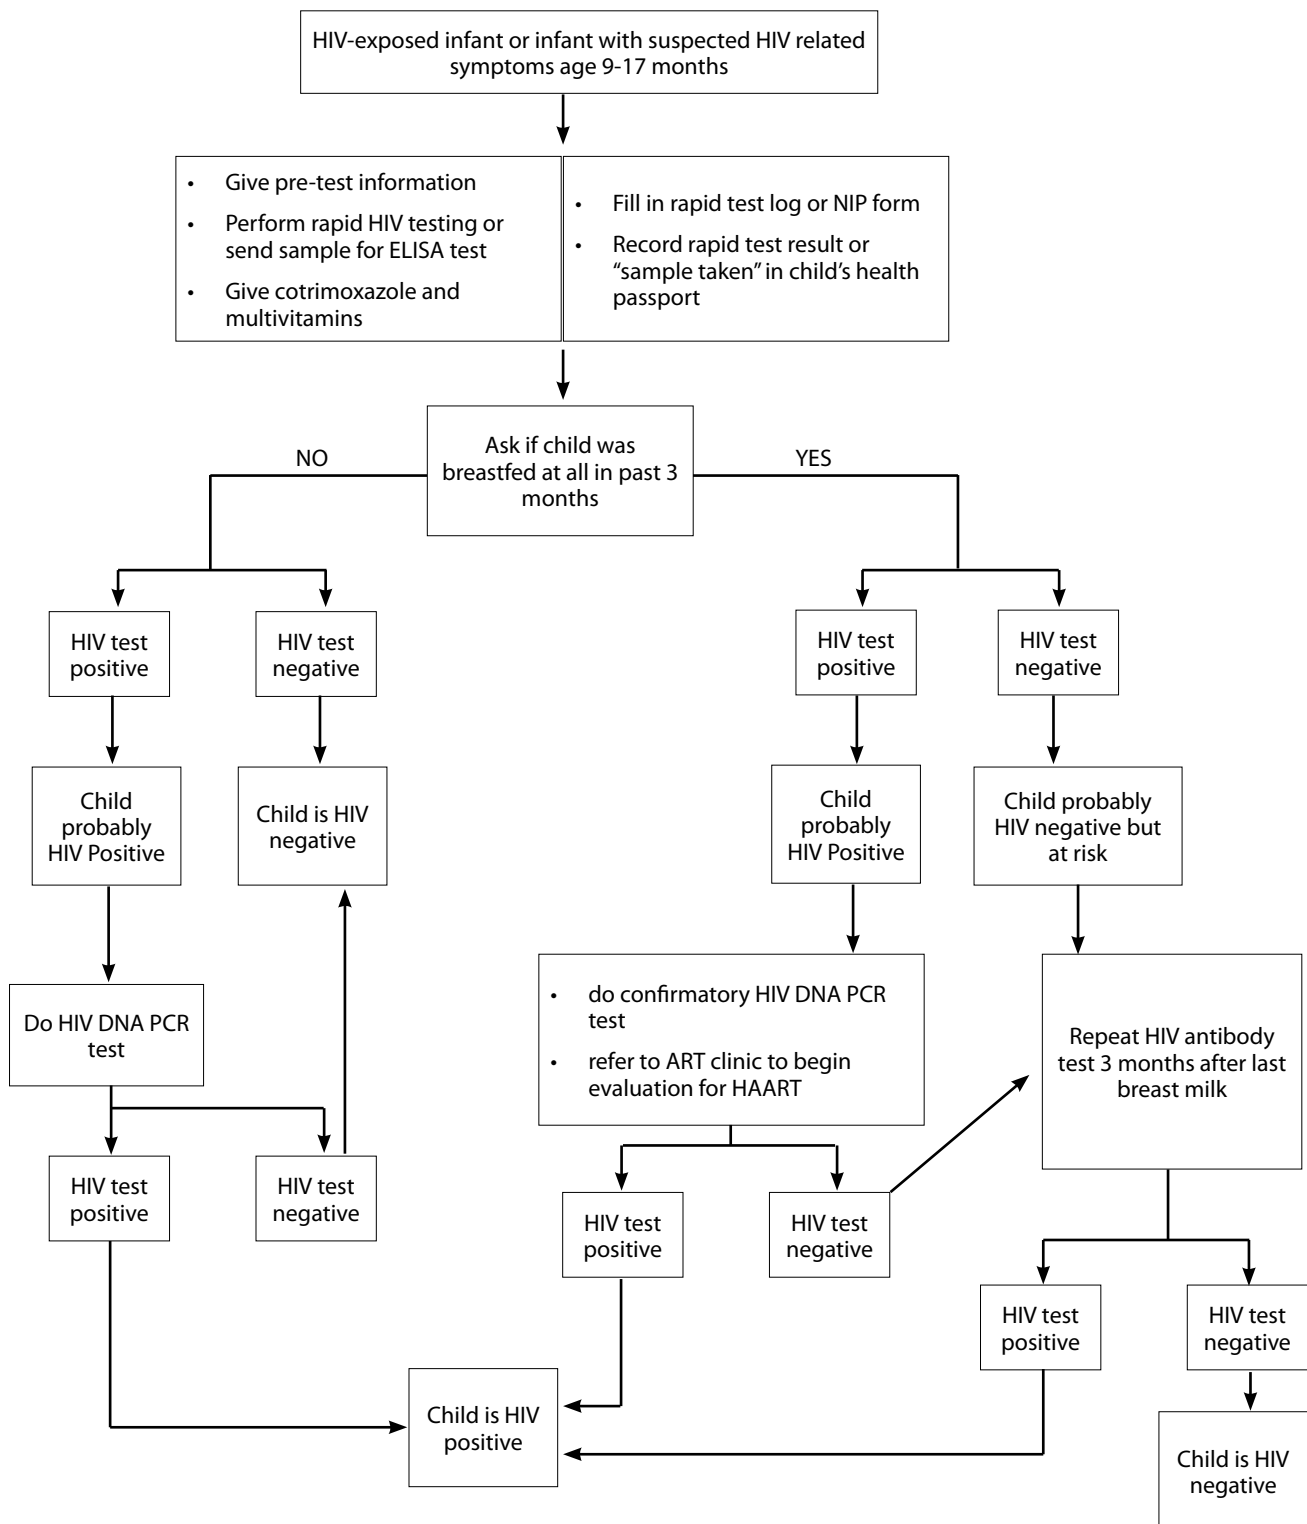 HIV-exposed infant or infant with suspected HIV related
symptoms age 9-17 months
• Give pre-test information
• Perform rapid HIV testing or
send sample for ELISA test
• Give cotrimoxazole and
multivitamins
• Fill in rapid test log or NIP form
• Record rapid test result or
“sample taken” in child’s health
passport
Ask if child was
breastfed at all in past 3
months
NO
YES
HIV test
positive
HIV test
negative
HIV test
positive
HIV test
negative
Child
probably
HIV Positive
Child is HIV
negative
Child
probably
HIV Positive
Child probably
HIV negative but
at risk
Do HIV DNA PCR
test
• do confirmatory HIV DNA PCR
test
• refer to ART clinic to begin
evaluation for HAART
Repeat HIV antibody
test 3 months after last
breast milk
HIV test
positive
HIV test
negative
HIV test
positive
HIV test
negative
HIV test
positive
HIV test
negative
Child is HIV
positive
Child is HIV
negative